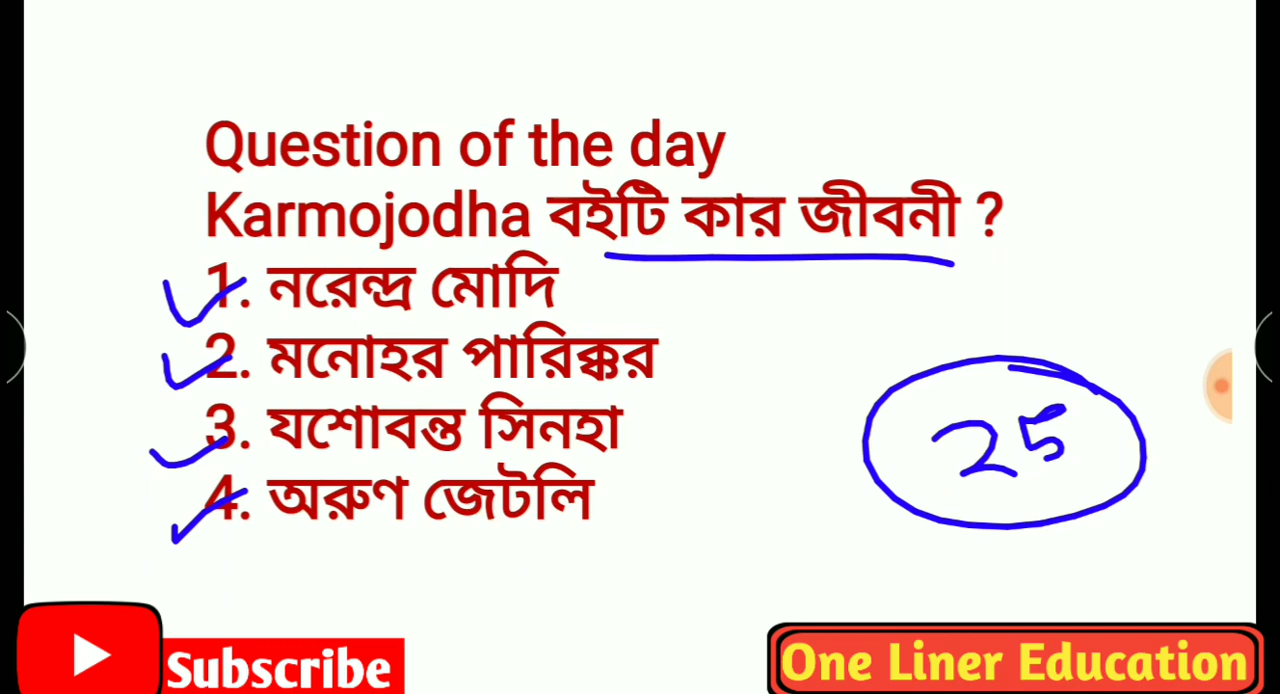 Question of the day
Karmojodha বইটি কার জীবনী ?
1. নরেন্দ্র মোদি
2. মনোহর পারিক্কর
3. যশোবন্ত সিনহা
4. অরুণ জেটলি
25
Subscribe
One Liner Education